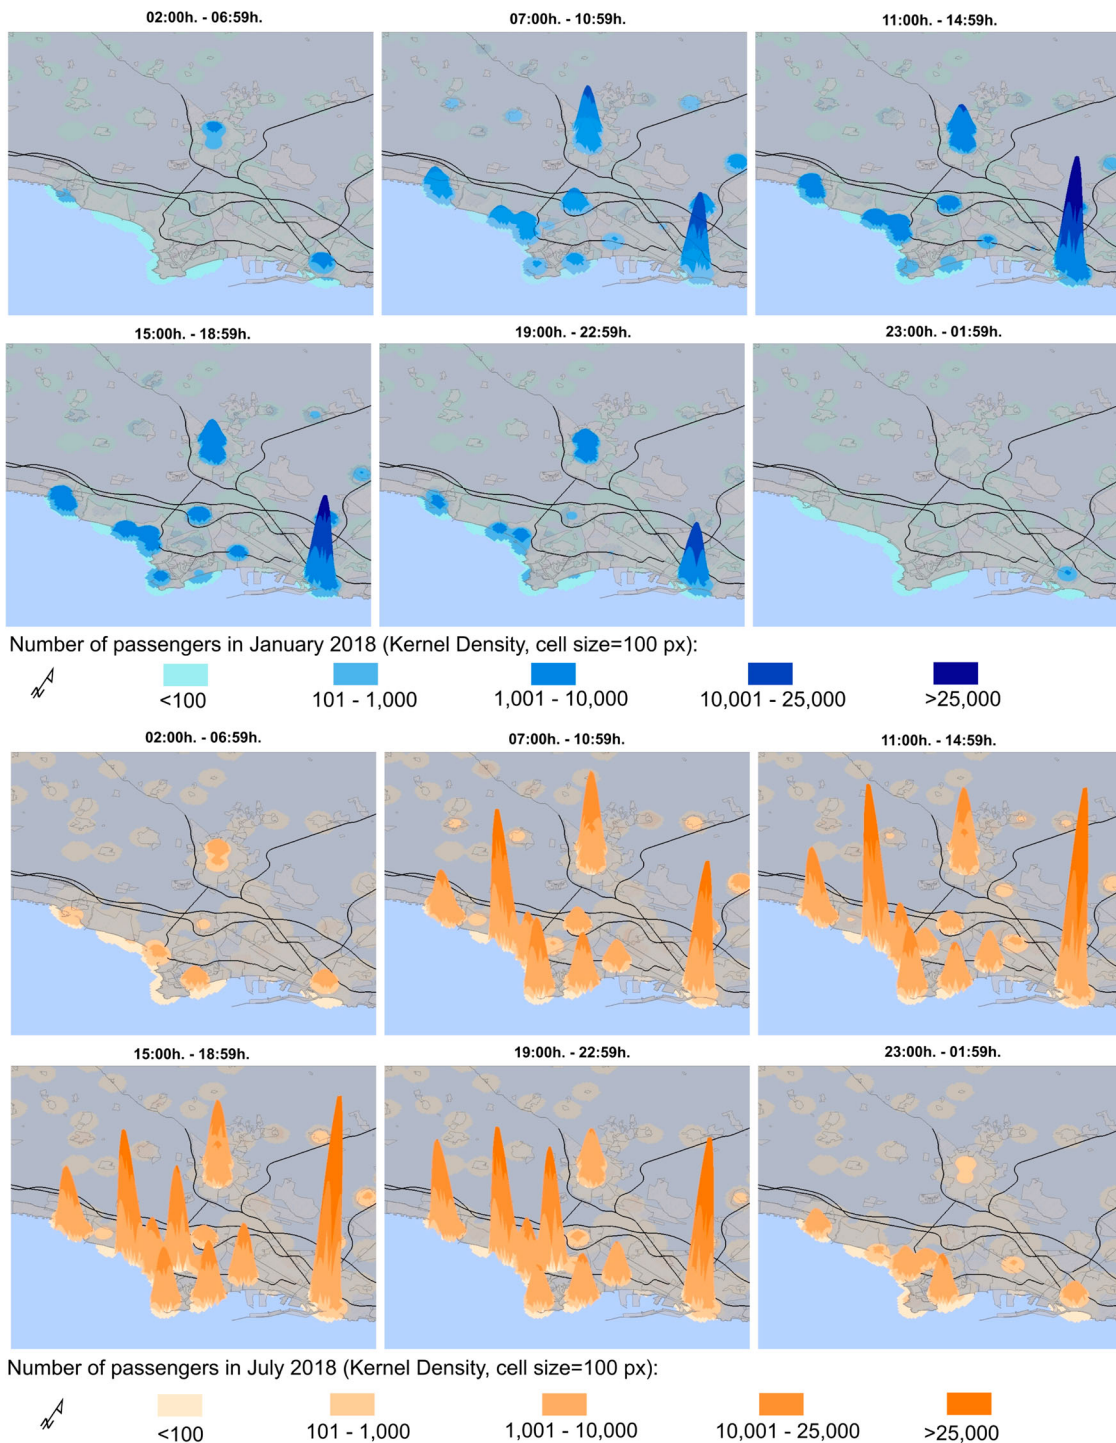 02:00h. - 06:59h.
07:00h. - 10:59h.
11:00h. - 14:59h.
15:00h. - 18:59h.
19:00h. - 22:59h.
23:00h. - 01:59h.
Number of passengers in January 2018 (Kernel Density, cell size=100 px):
N
<100
101 - 1,000
1,001 - 10,000
10,001 - 25,000
>25,000
02:00h. - 06:59h.
07:00h. - 10:59h.
11:00h. - 14:59h.
15:00h. - 18:59h.
19:00h. - 22:59h.
23:00h. - 01:59h.
Number of passengers in July 2018 (Kernel Density, cell size=100 px):
N
<100
101 - 1,000
1,001 - 10,000
10,001 - 25,000
>25,000